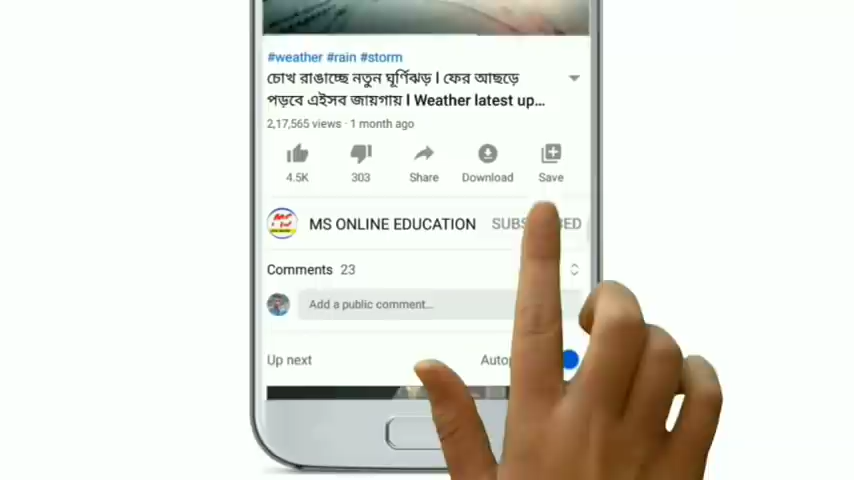 #weather #rain #storm
চোখ রাঙাচ্ছে নতুন ঘূর্ণিঝড় l ফের আছড়ে
পড়বে এইসব জায়গায় l Weather latest up...
2,17,565 views · 1 month ago
4.5K 303 Share Download Save
MS ONLINE EDUCATION
Comments 23
Add a public comment...
Up next